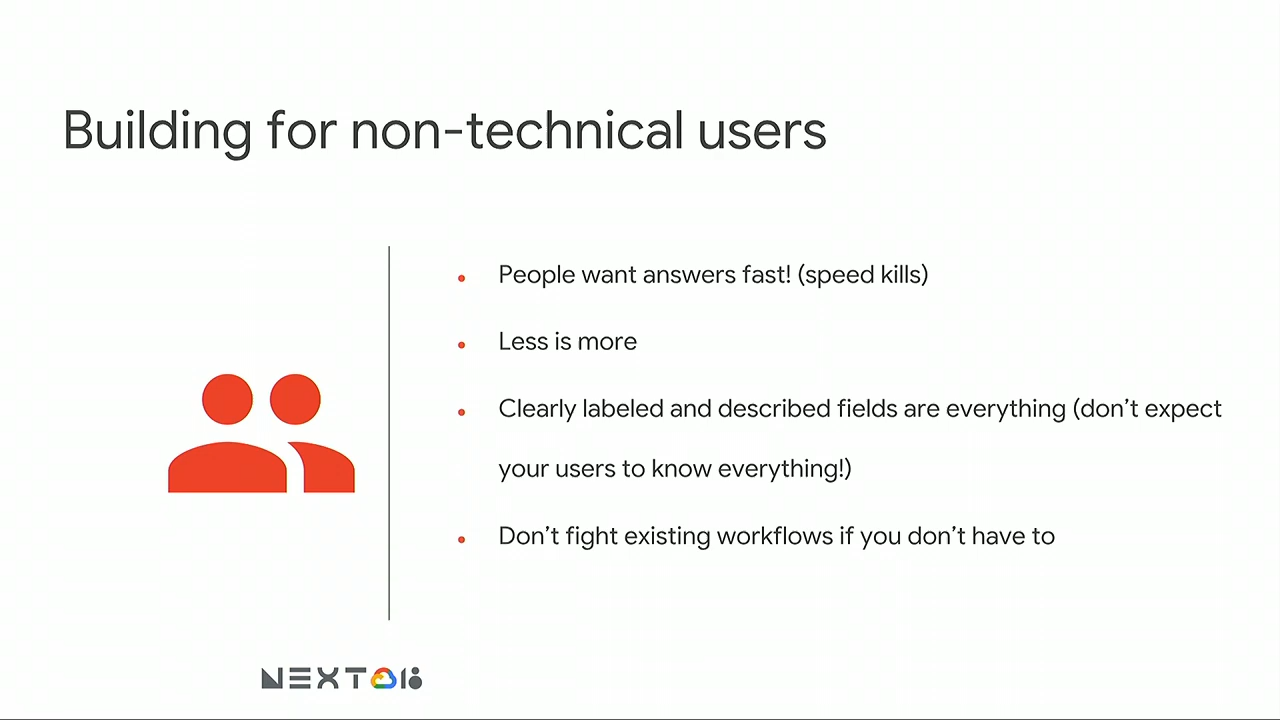 Building for non-technical users
People want answers fast! (speed kills)
Less is more
Clearly labeled and described fields are everything (don’t expect
your users to know everything!)
Don’t fight existing workflows if you don’t have to
NEXT 18